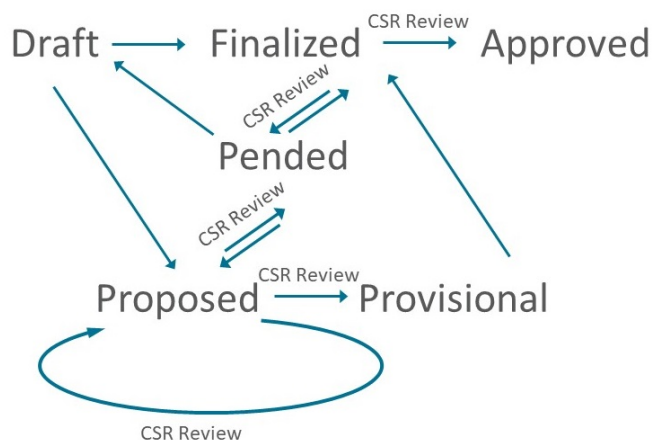 CSR Review
Draft
Finalized
Approved
CSR Review
Pended
CSR Review
CSR Review
Proposed
Provisional
CSR Review